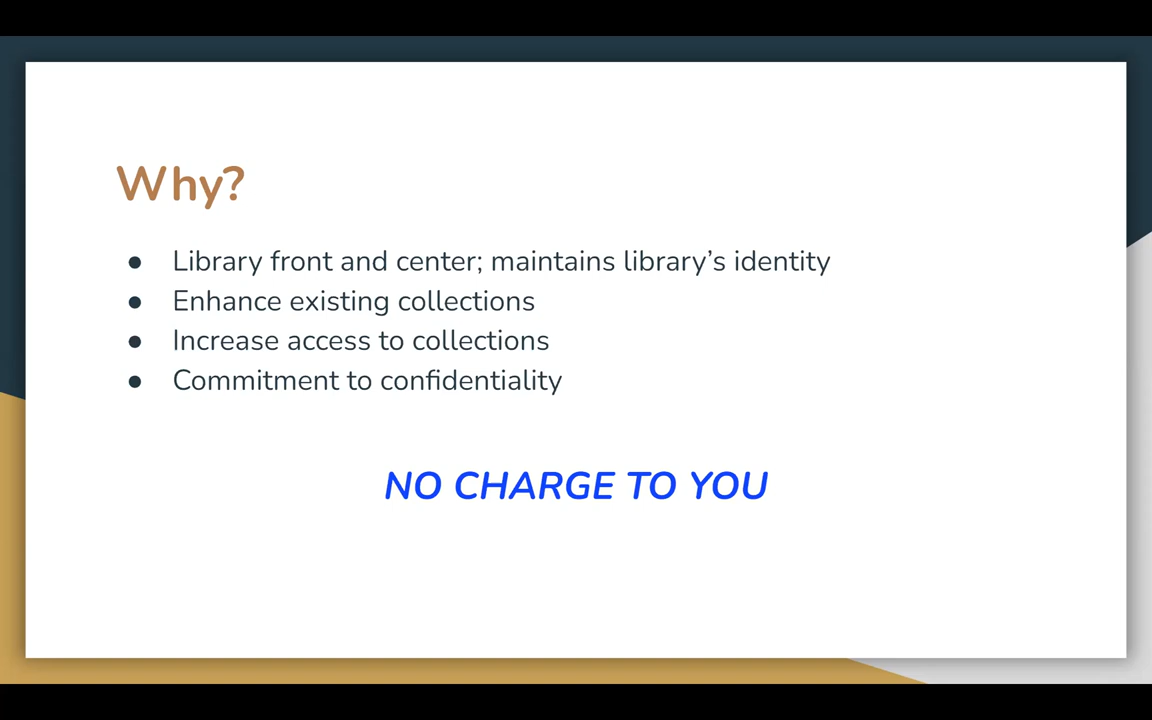 Why?
● Library front and center; maintains library’s identity
● Enhance existing collections
● Increase access to collections
● Commitment to confidentiality
NO CHARGE TO YOU